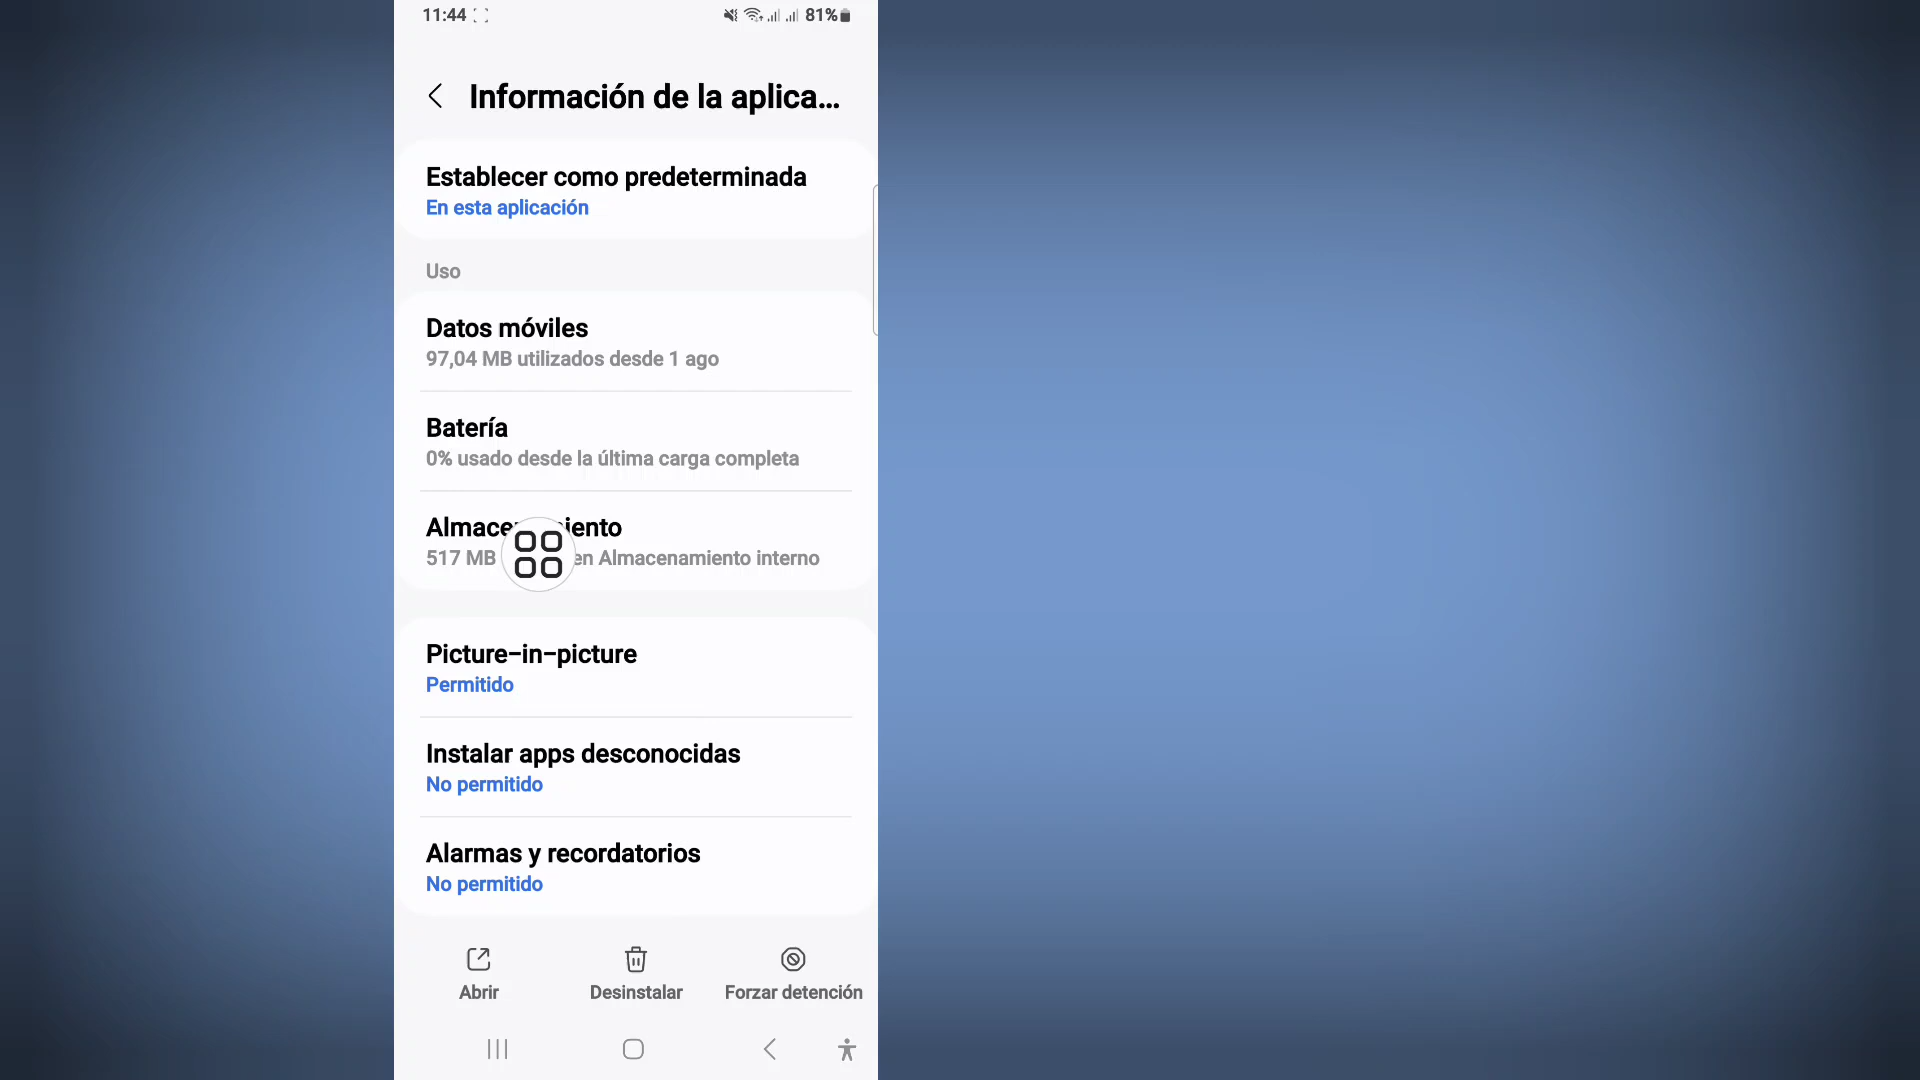 11:44
81%
Información de la aplica...
Establecer como predeterminada
En esta aplicación
Uso
Datos móviles
97,04 MB utilizados desde 1 ago
Batería
0% usado desde la última carga completa
517 MB en Almacenamiento interno
Picture-in-picture
Permitido
Instalar apps desconocidas
No permitido
Alarmas y recordatorios
No permitido
Abrir
Desinstalar
Forzar detención